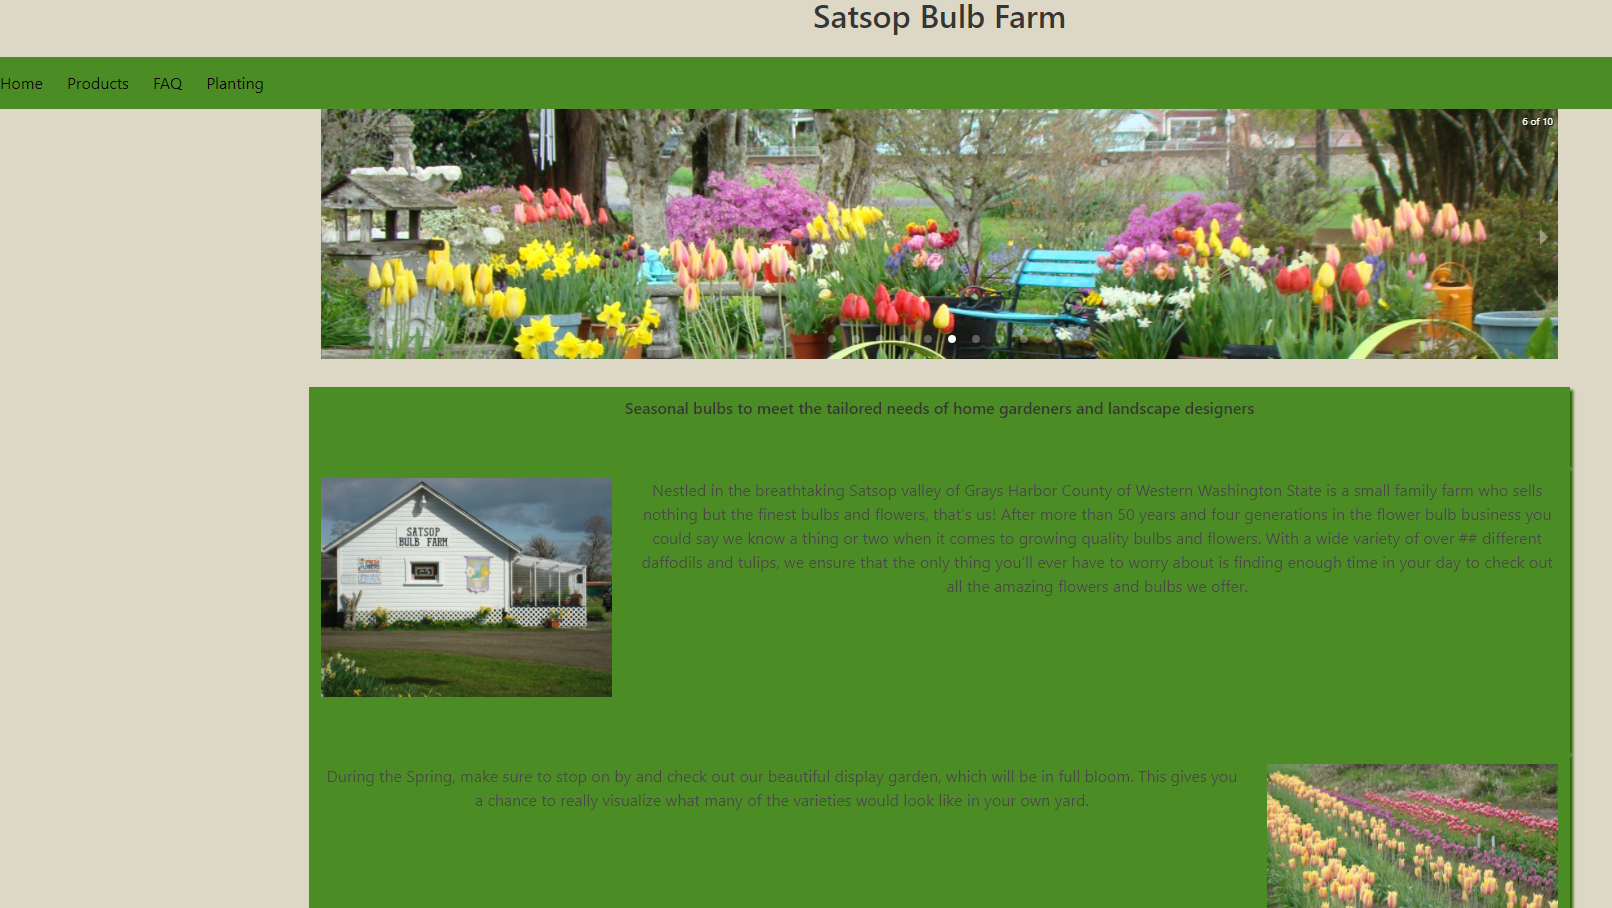 Satsop Bulb Farm
Home Products FAQ Planting
6 of 10
Seasonal bulbs to meet the tailored needs of home gardeners and landscape designers
SATSOP
BULB FARM
Nestled in the breathtaking Satsop valley of Grays Harbor County of Western Washington State is a small family farm who sells
nothing but the finest bulbs and flowers, that's us! After more than 50 years and four generations in the flower bulb business you
could say we know a thing or two when it comes to growing quality bulbs and flowers. With a wide variety of over ## different
daffodils and tulips, we ensure that the only thing you'll ever have to worry about is finding enough time in your day to check out
all the amazing flowers and bulbs we offer.
During the Spring, make sure to stop on by and check out our beautiful display garden, which will be in full bloom. This gives you
a chance to really visualize what many of the varieties would look like in your own yard.